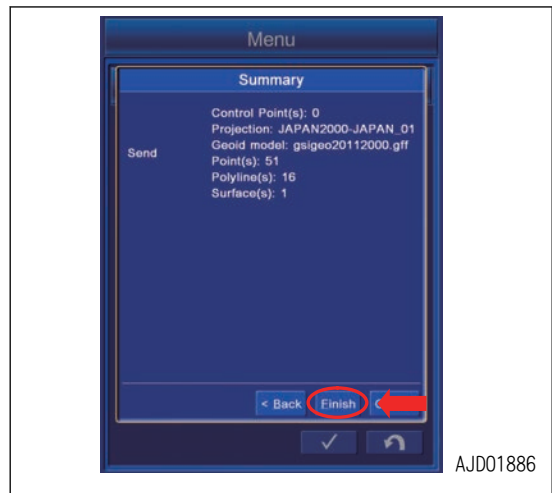 Menu
Summary
Send
Control Point(s): 0
Projection: JAPAN2000-JAPAN_01
Geoid model: gsigeo20112000.gff
Point(s): 51
Polyline(s): 16
Surface(s): 1
< Back Finish
AJD01886